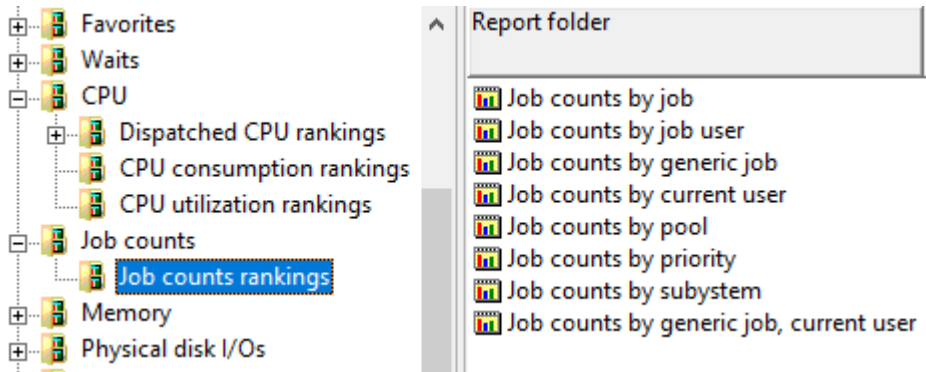 Favorites
Waits
CPU
Dispatched CPU rankings
CPU consumption rankings
CPU utilization rankings
Job counts
Job counts rankings
Memory
Physical disk I/Os
Report folder
Job counts by job
Job counts by job user
Job counts by generic job
Job counts by current user
Job counts by pool
Job counts by priority
Job counts by subystem
Job counts by generic job, current user